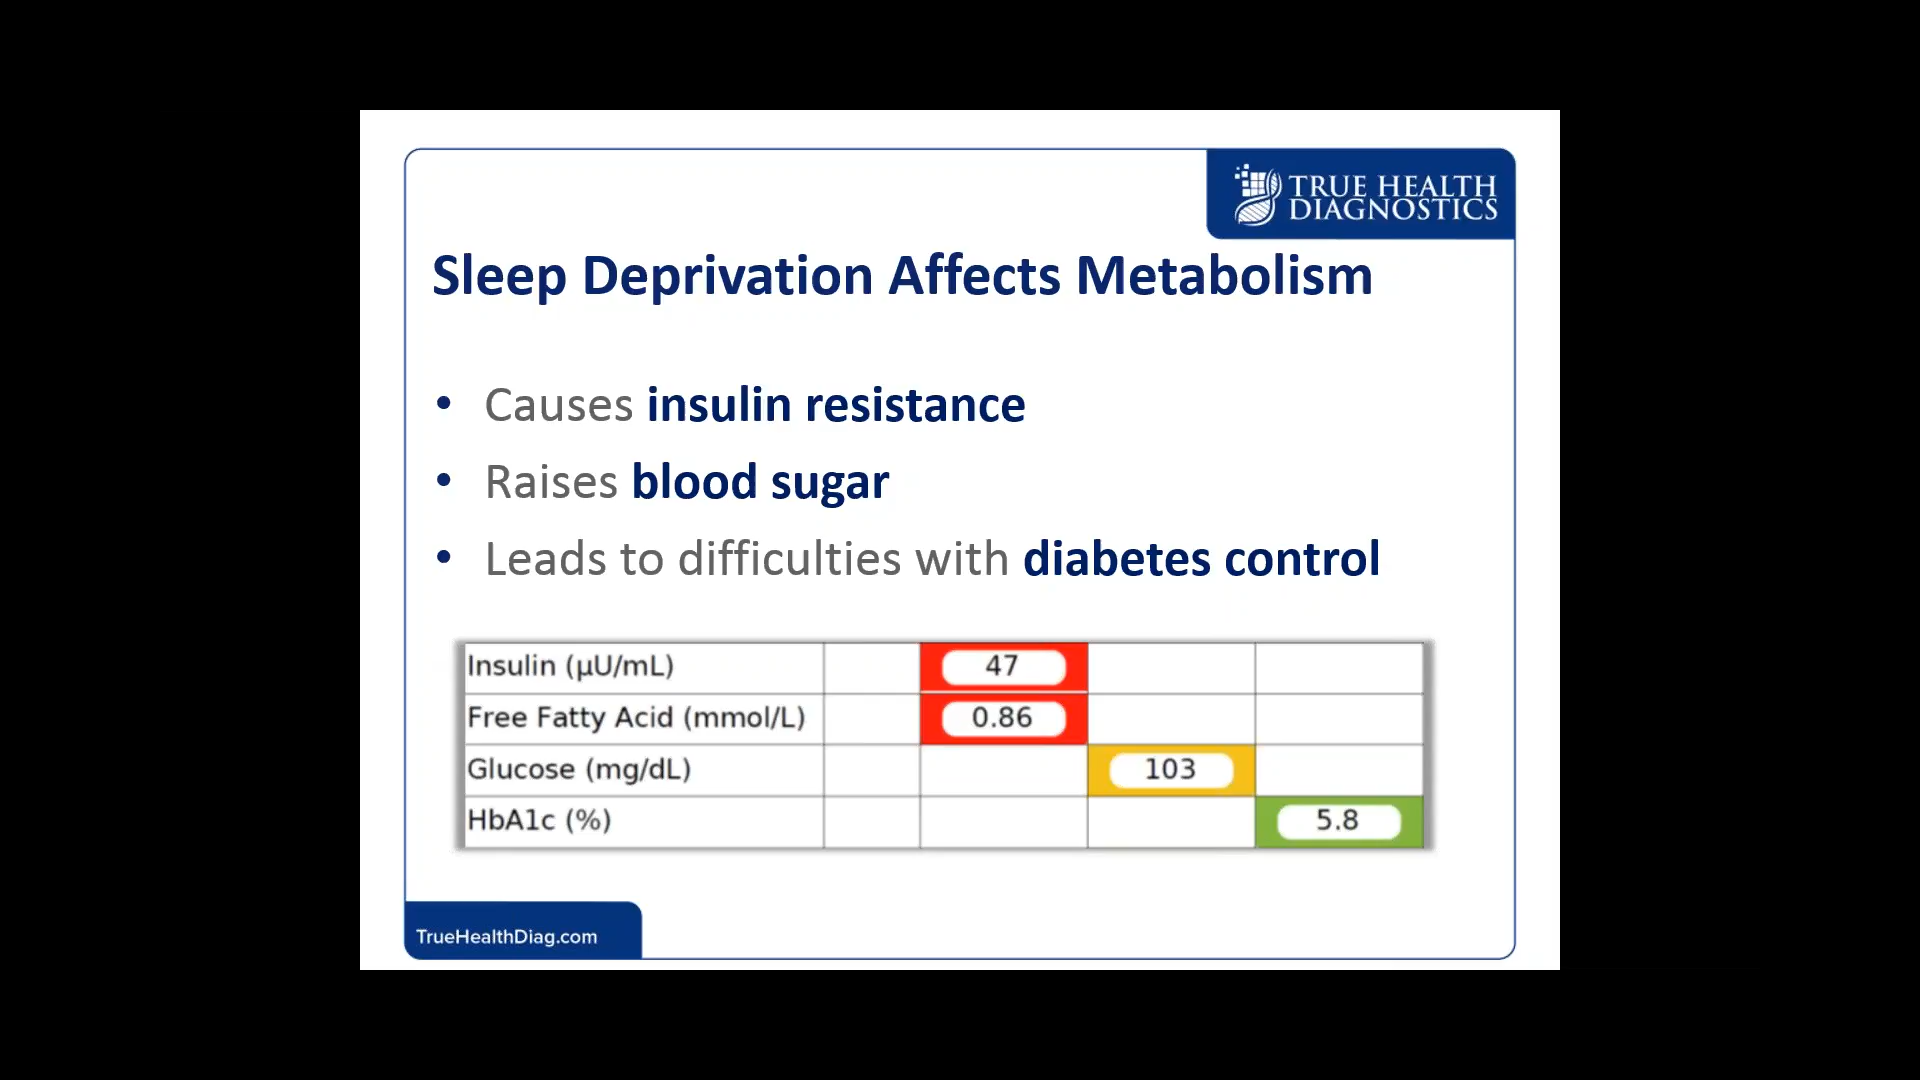 TRUE HEALTH
DIAGNOSTICS
Sleep Deprivation Affects Metabolism
• Causes insulin resistance
• Raises blood sugar
• Leads to difficulties with diabetes control
Insulin (µU/mL) 47
Free Fatty Acid (mmol/L) 0.86
Glucose (mg/dL) 103
HbA1c (%) 5.8
TrueHealthDiag.com